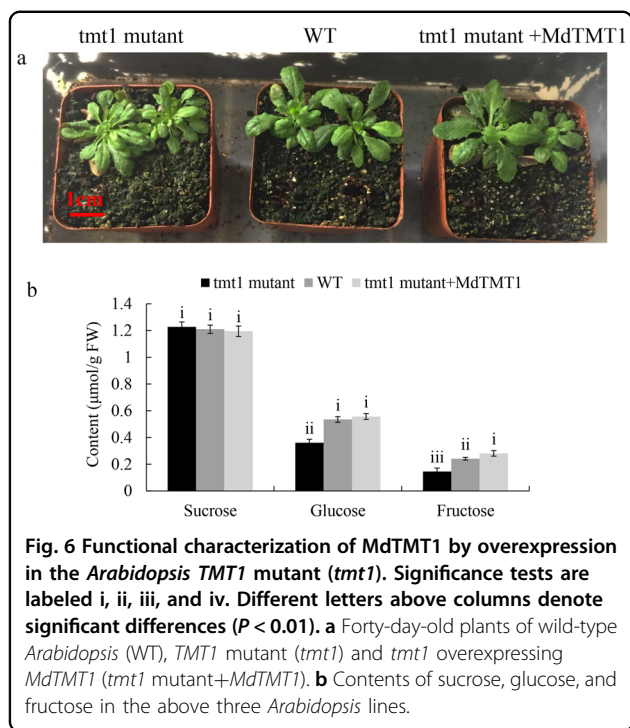 tmt1 mutant WT tmt1 mutant +MdTMT1
a
1cm
b
■ tmt1 mutant ■ WT ■ tmt1 mutant+MdTMT1
Content (µmol/g FW)
1.4
1.2
1
0.8
0.6
0.4
0.2
0
i i i
ii i i
iii ii i
Sucrose Glucose Fructose
Fig. 6 Functional characterization of MdTMT1 by overexpression
in the Arabidopsis TMT1 mutant (tmt1). Significance tests are
labeled i, ii, iii, and iv. Different letters above columns denote
significant differences (P < 0.01). a Forty-day-old plants of wild-type
Arabidopsis (WT), TMT1 mutant (tmt1) and tmt1 overexpressing
MdTMT1 (tmt1 mutant+MdTMT1). b Contents of sucrose, glucose, and
fructose in the above three Arabidopsis lines.